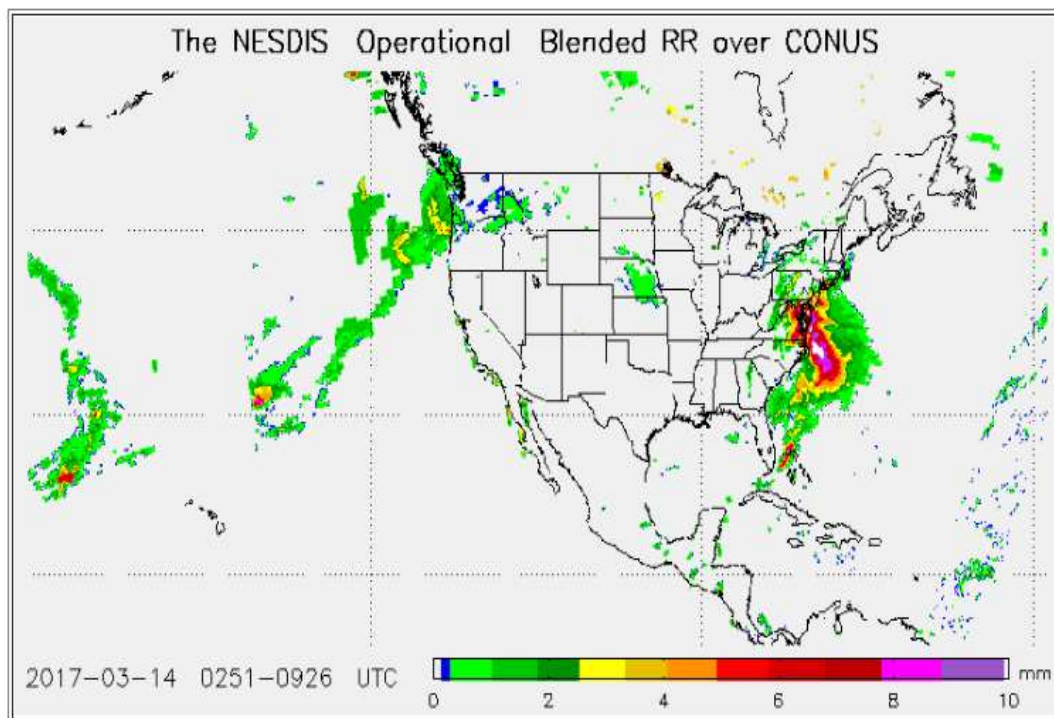 The NESDIS Operational Blended RR over CONUS
2017-03-14 0251-0926 UTC
0 2 4 6 8 10 mm